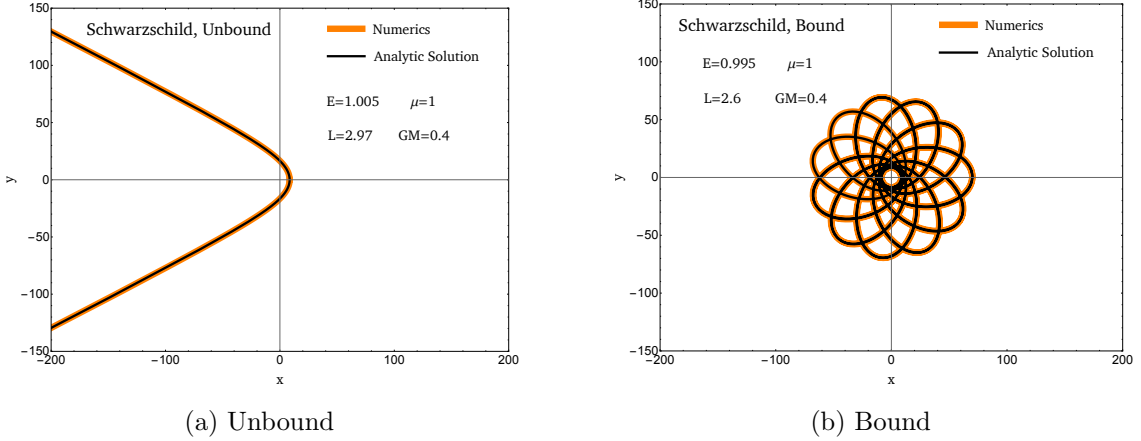 Schwarzschild, Unbound
Numerics
Analytic Solution
E=1.005 μ=1
L=2.97 GM=0.4
150
100
50
0
−50
−100
−150
y
−200 −100 0 100 200
x
(a) Unbound
Schwarzschild, Bound
Numerics
Analytic Solution
E=0.995 μ=1
L=2.6 GM=0.4
150
100
50
0
−50
−100
−150
y
−200 −100 0 100 200
x
(b) Bound